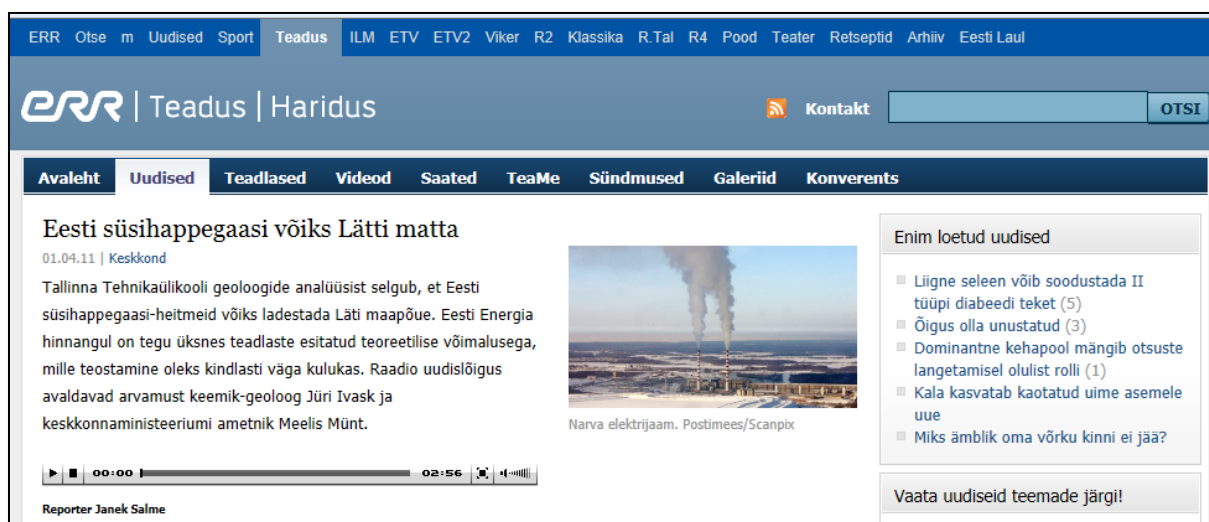 ERR Otse m Uudised Sport Teadus ILM ETV ETV2 Viker R2 Klassika R.Tal R4 Pood Teater Retseptid Arhiiv Eesti Laul
err | Teadus | Haridus
Kontakt
OTSI
Avaleht Uudised Teadlased Videod Saated TeaMe Sündmused Galeriid Konverents
Eesti süsihappegaasi võiks Lätti matta
01.04.11 | Keskkond
Tallinna Tehnikaülikooli geoloogide analüüsist selgub, et Eesti
süsihappegaasi-heitmeid võiks ladestada Läti maapõue. Eesti Energia
hinnangul on tegu üksnes teadlaste esitatud teoreetilise võimalusega,
mille teostamine oleks kindlasti väga kulukas. Raadio uudislõigus
avaldavad arvamust keemik-geoloog Jüri Ivask ja
keskkonnaministeeriumi ametnik Meelis Münt.
00:00 02:56
Reporter Janek Salme
Narva elektrijaam. Postimees/Scanpix
Enim loetud uudised
Liigne seleen võib soodustada II
tüüpi diabeedi teket (5)
Õigus olla unustatud (3)
Dominantne kehapool mängib otsuste
langetamisel olulist rolli (1)
Kala kasvatab kaotatud uime asemele
uue
Miks ämblik oma võrku kinni ei jää?
Vaata uudiseid teemade järgi!